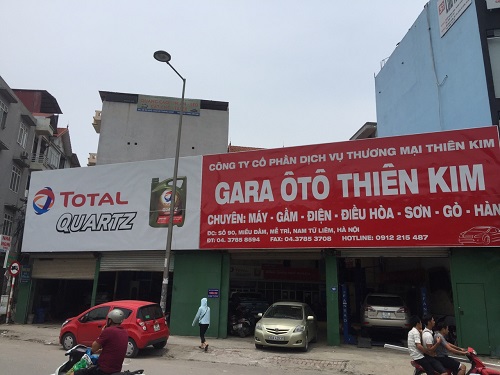 TOTAL
QUARTZ
CÔNG TY CỔ PHẦN DỊCH VỤ THƯƠNG MẠI THIÊN KIM
GARA ÔTÔ THIÊN KIM
CHUYÊN: MÁY - GẦM - ĐIỆN - ĐIỀU HÒA - SƠN - GÒ - HÀN
ĐC: SỐ 90, MIÊU ĐẦM, MỄ TRÌ, NAM TỪ LIÊM, HÀ NỘI
ĐT: 04. 3785 8594 FAX: 04.3785 3708 HOTLINE: 0912 215 487